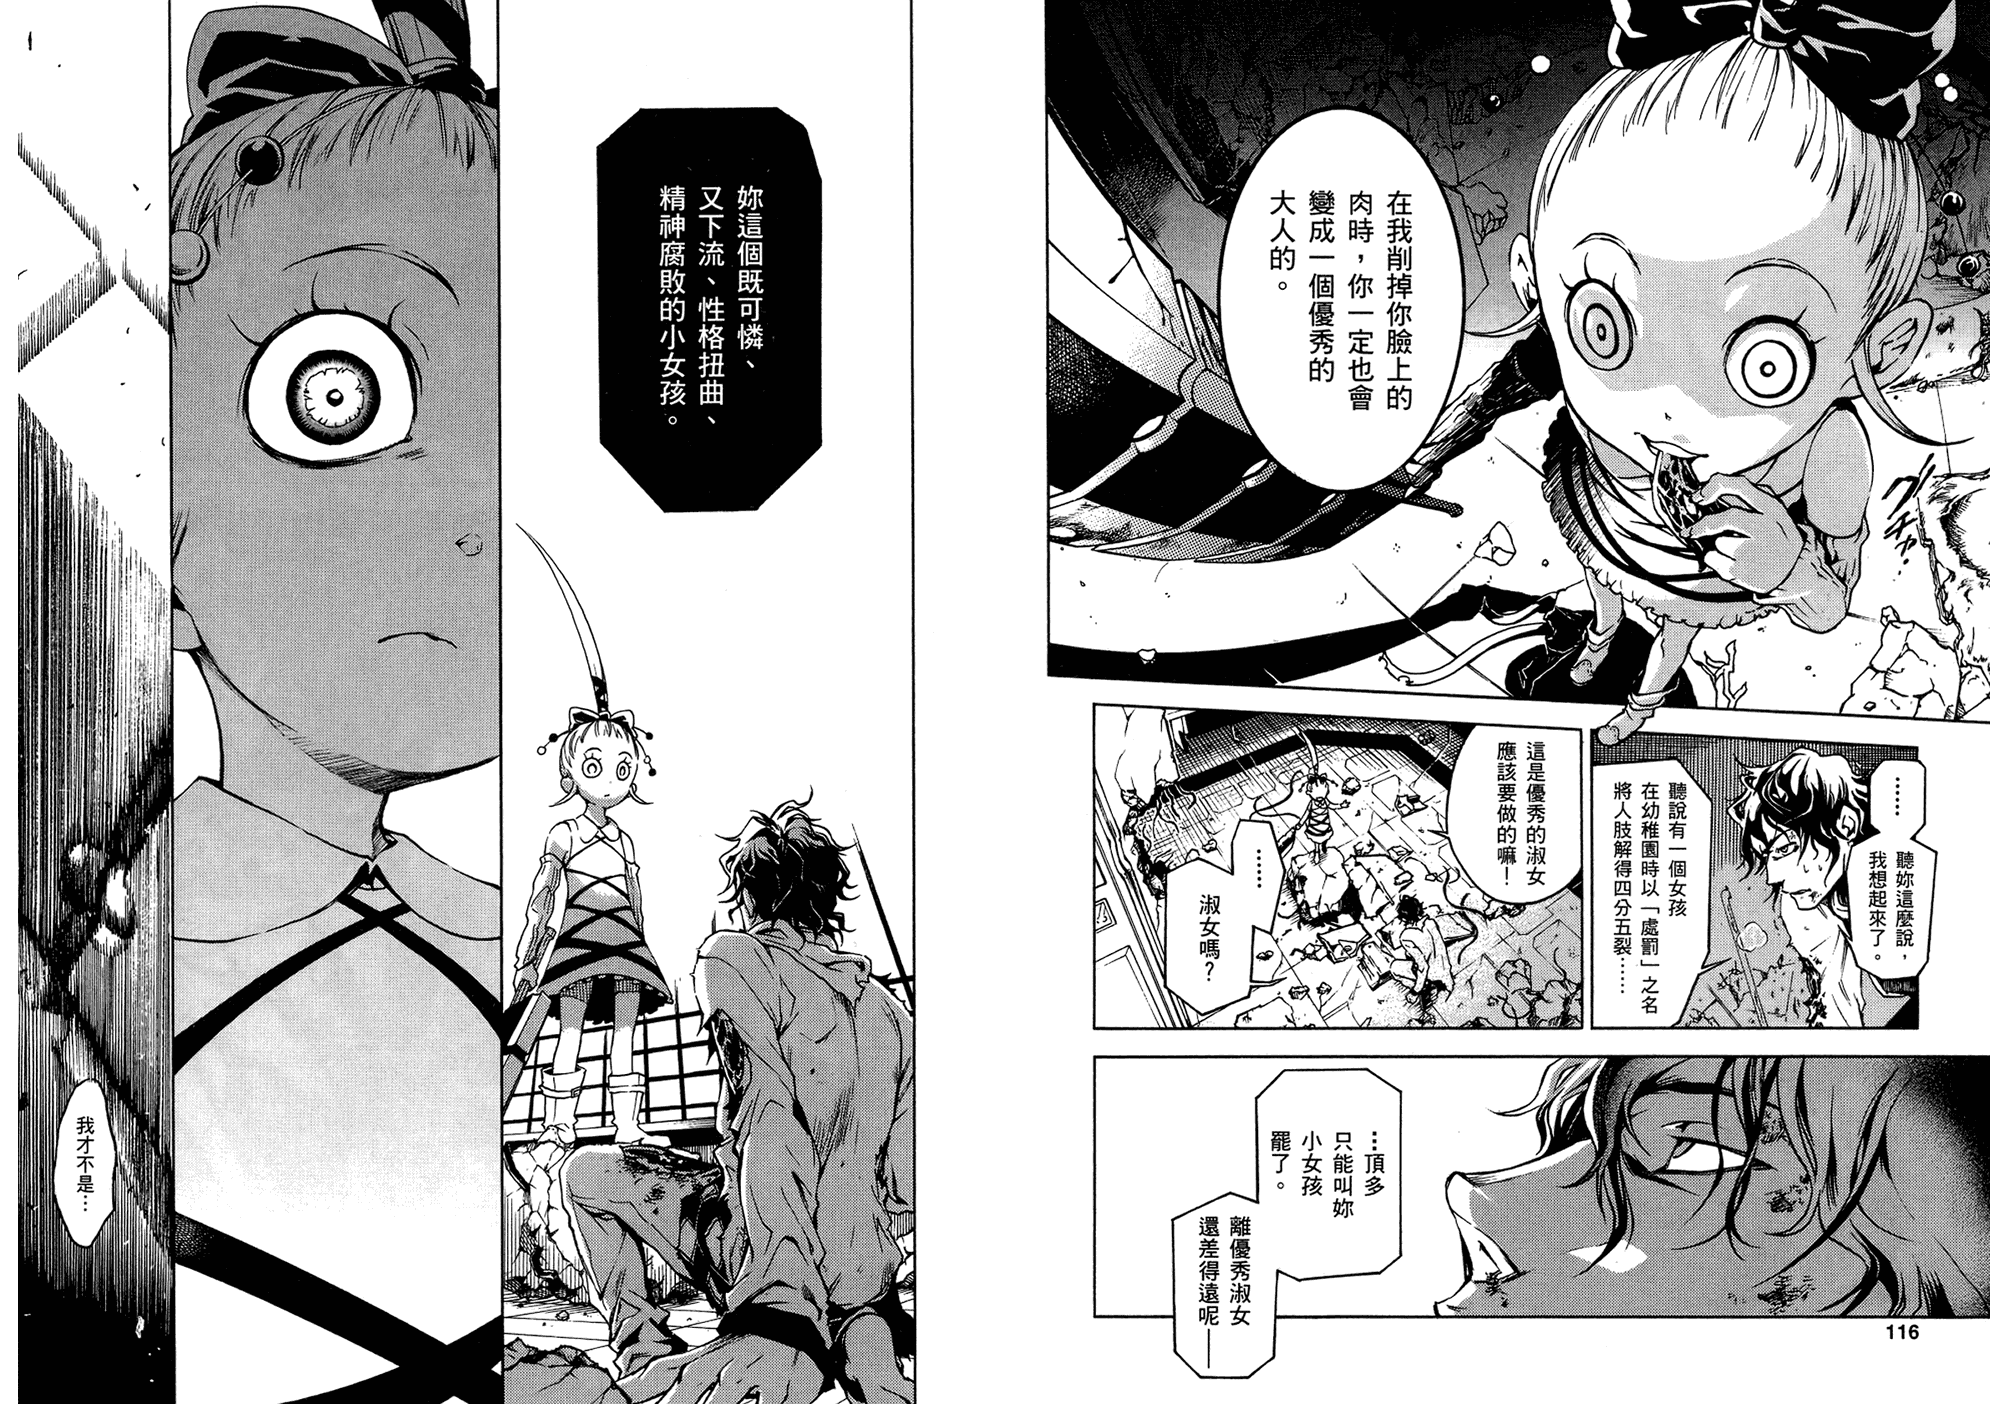 在我削掉你臉上的
肉時，你一定也會
變成一個優秀的
大人的。
グチャ
……
聽妳這麼說，
我想起來了。
聽說有一個女孩
在幼稚園時以「處罰」之名
將人肢解得四分五裂……
這是優秀的淑女
應該要做的嘛！
……
淑女嗎？
…頂多
只能叫妳
小女孩
罷了。
離優秀淑女
還差得遠呢──
116
妳這個既可憐、
又下流、性格扭曲、
精神腐敗的小女孩。
我才不是…